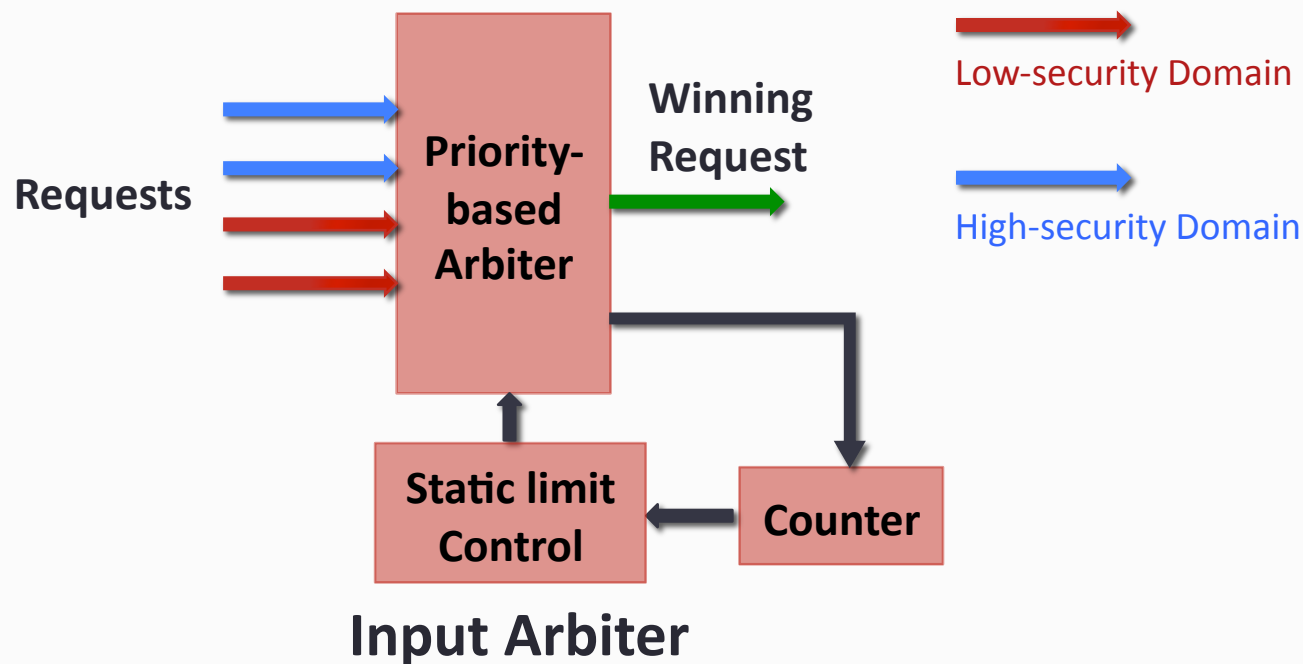 Requests
Priority-
based
Arbiter
Winning
Request
Low-security Domain
High-security Domain
Static limit
Control
Counter
Input Arbiter